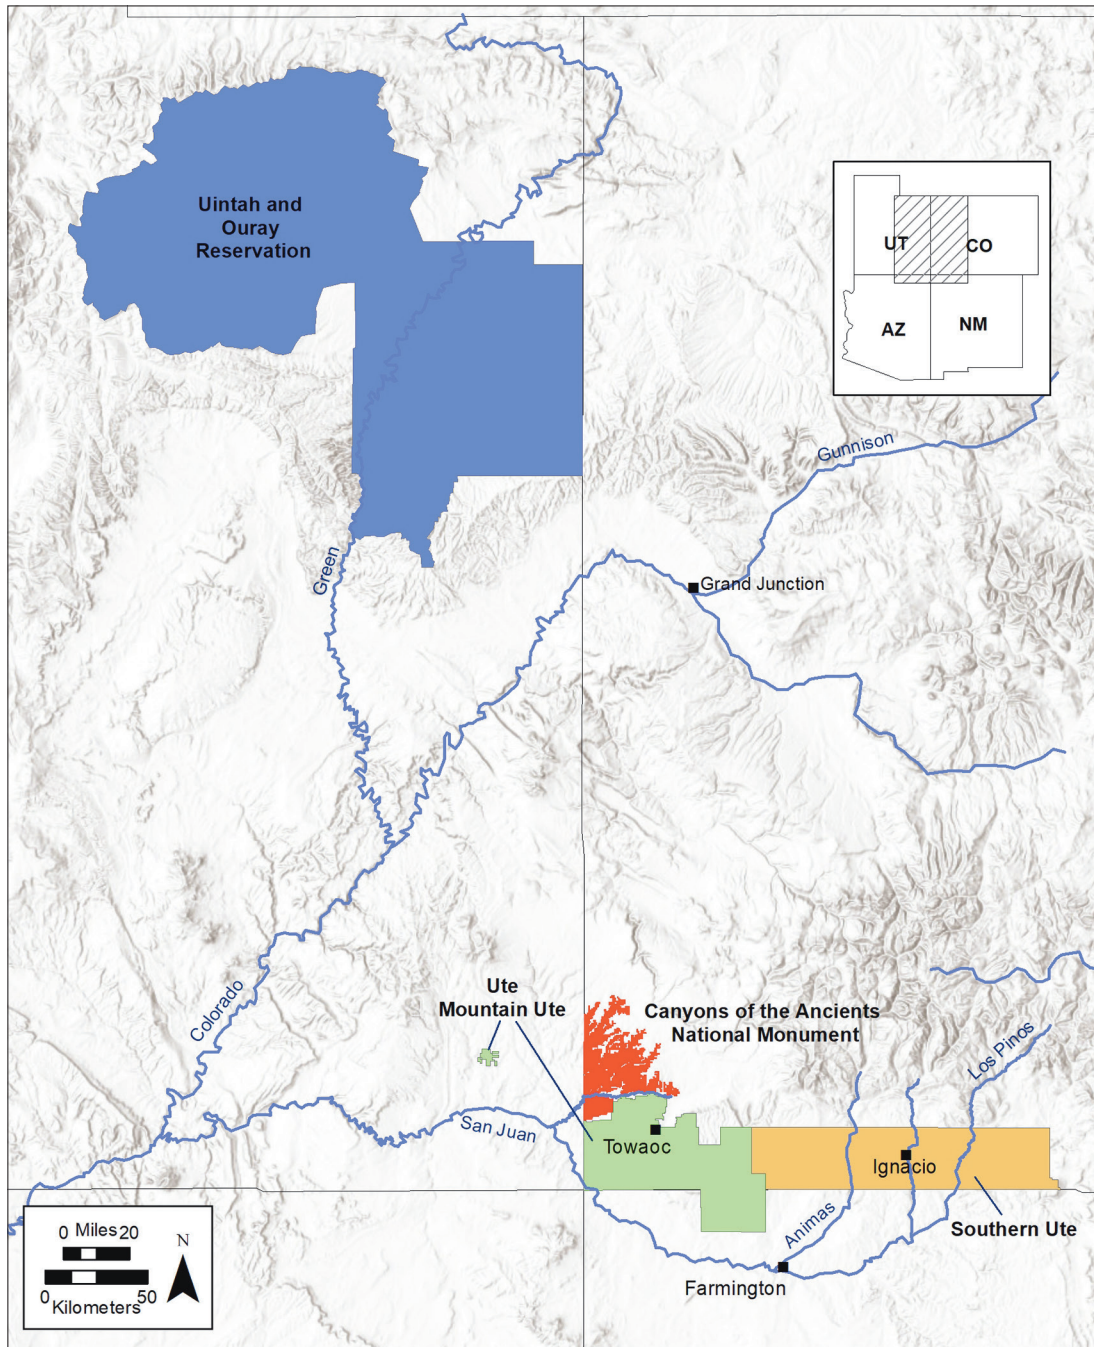 Uintah and
Ouray
Reservation
UT
CO
AZ
NM
Gunnison
Green
Grand Junction
Colorado
Ute
Mountain Ute
Canyons of the Ancients
National Monument
Los Pinos
San Juan
Towaoc
Ignacio
Animas
Southern Ute
Farmington
0 Miles 20
0 50
Kilometers
N